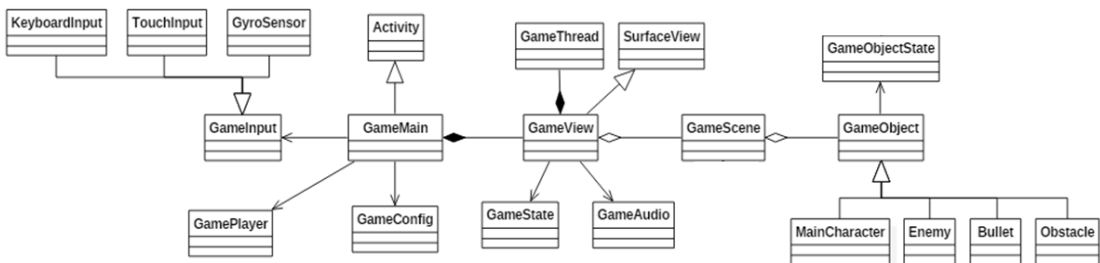 KeyboardInput
TouchInput
GyroSensor
Activity
GameThread
SurfaceView
GameObjectState
GameInput
GameMain
GameView
GameScene
GameObject
GamePlayer
GameConfig
GameState
GameAudio
MainCharacter
Enemy
Bullet
Obstacle